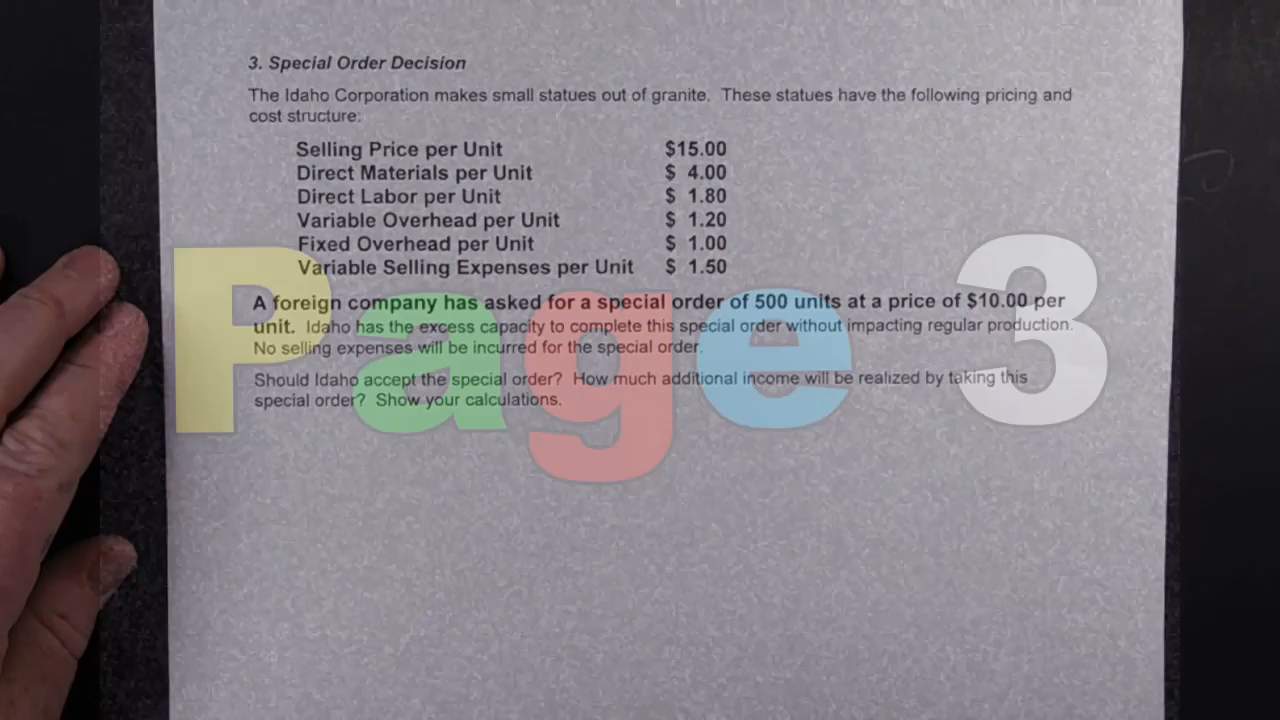 3. Special Order Decision
The Idaho Corporation makes small statues out of granite. These statues have the following pricing and
cost structure:
Selling Price per Unit $15.00
Direct Materials per Unit $ 4.00
Direct Labor per Unit $ 1.80
Variable Overhead per Unit $ 1.20
Fixed Overhead per Unit $ 1.00
Variable Selling Expenses per Unit $ 1.50
A foreign company has asked for a special order of 500 units at a price of $10.00 per
unit. Idaho has the excess capacity to complete this special order without impacting regular production.
No selling expenses will be incurred for the special order.
Should Idaho accept the special order? How much additional income will be realized by taking this
special order? Show your calculations.
Page 3